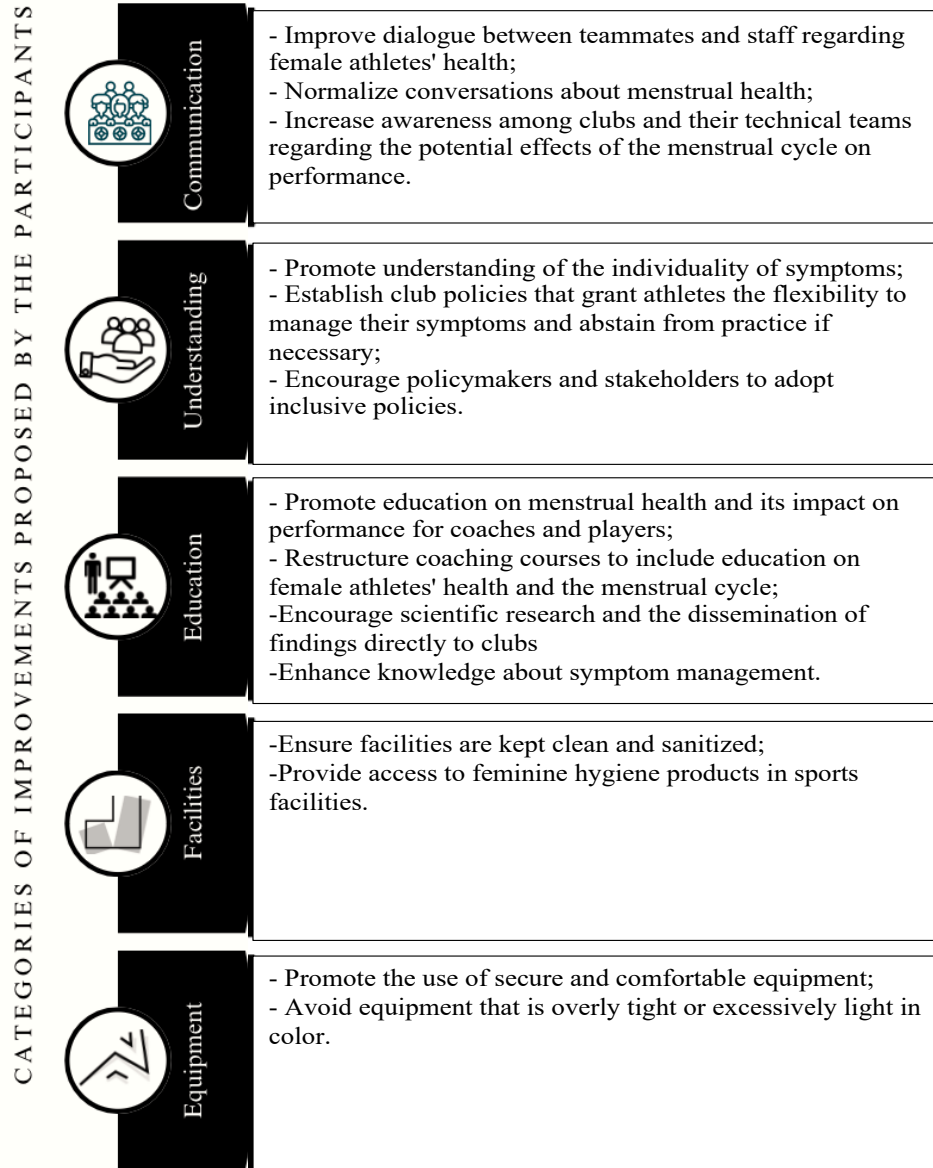 CATEGORIES OF IMPROVEMENTS PROPOSED BY THE PARTICIPANTS
Communication
- Improve dialogue between teammates and staff regarding
female athletes' health;
- Normalize conversations about menstrual health;
- Increase awareness among clubs and their technical teams
regarding the potential effects of the menstrual cycle on
performance.
Understanding
- Promote understanding of the individuality of symptoms;
- Establish club policies that grant athletes the flexibility to
manage their symptoms and abstain from practice if
necessary;
- Encourage policymakers and stakeholders to adopt
inclusive policies.
Education
- Promote education on menstrual health and its impact on
performance for coaches and players;
- Restructure coaching courses to include education on
female athletes' health and the menstrual cycle;
-Encourage scientific research and the dissemination of
findings directly to clubs
-Enhance knowledge about symptom management.
Facilities
-Ensure facilities are kept clean and sanitized;
-Provide access to feminine hygiene products in sports
facilities.
Equipment
- Promote the use of secure and comfortable equipment;
- Avoid equipment that is overly tight or excessively light in
color.